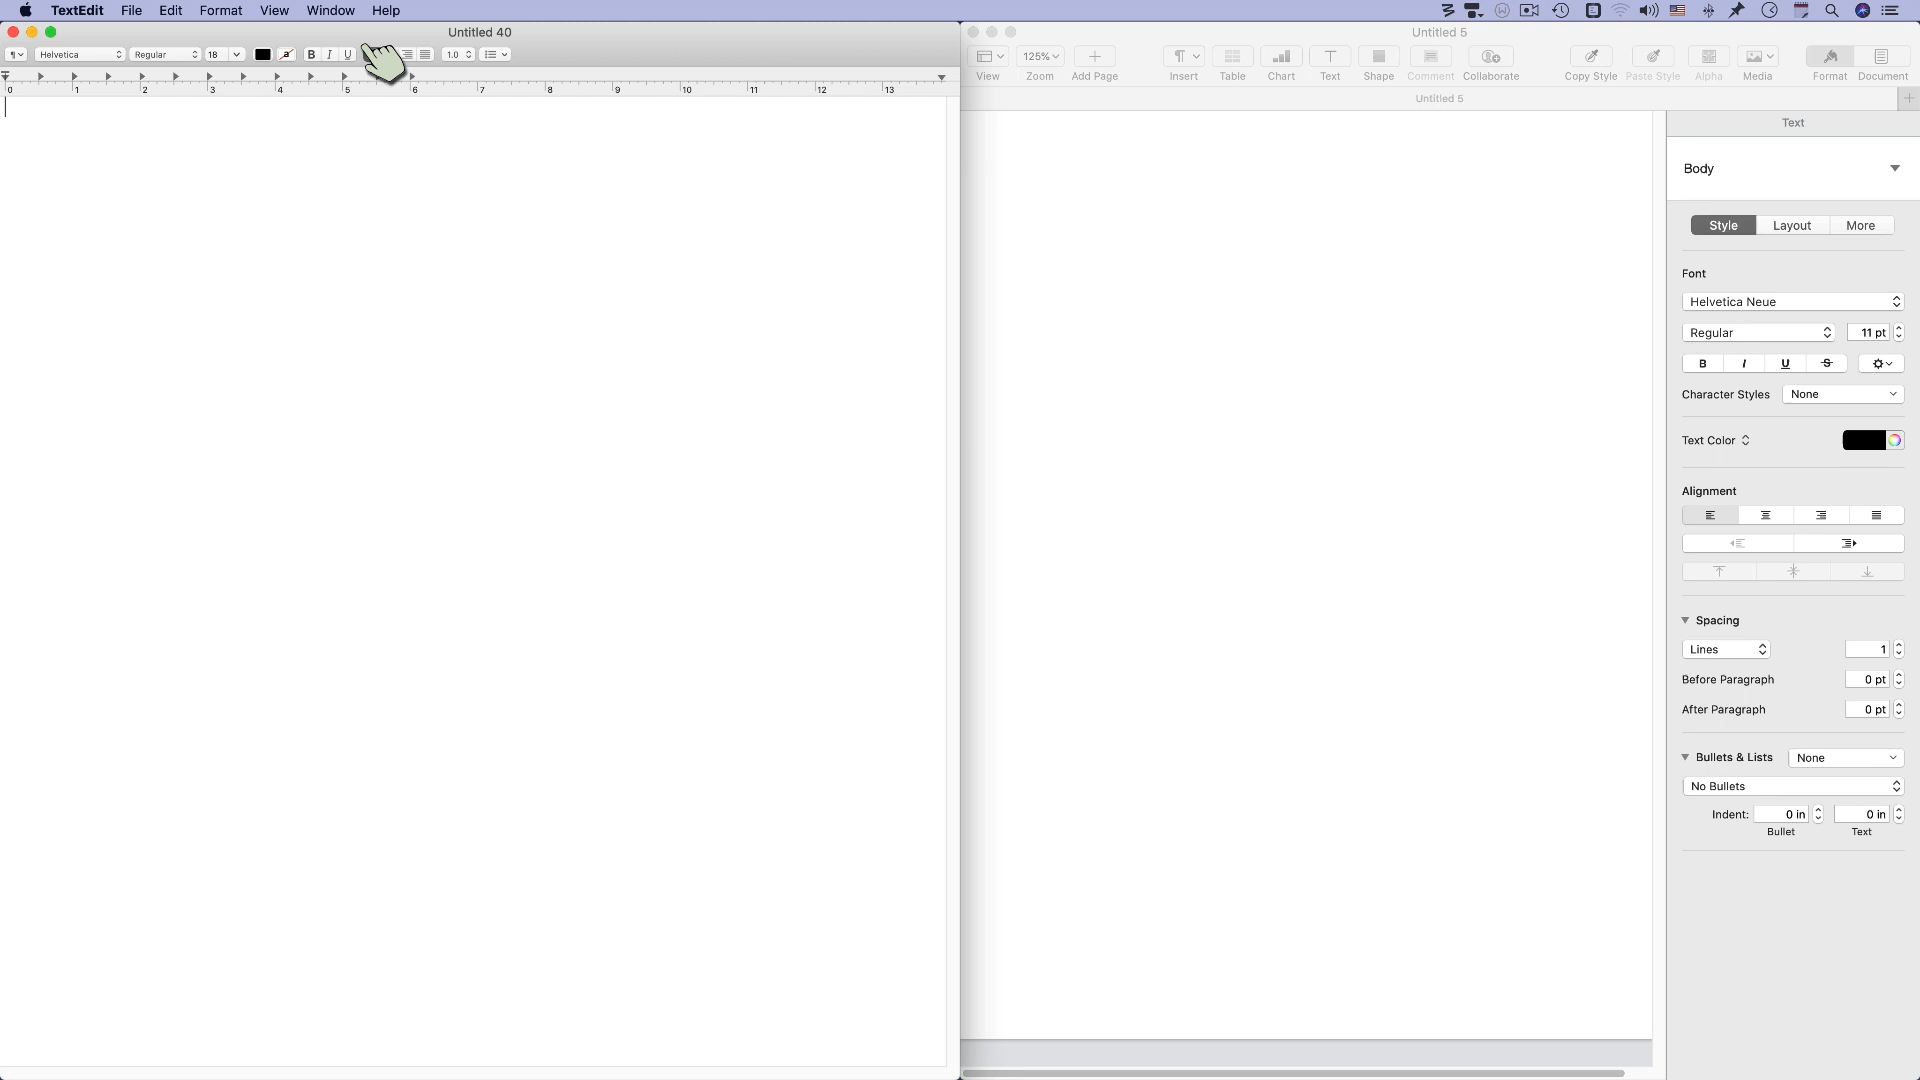 TextEdit File Edit Format View Window Help
Untitled 40
Helvetica Regular 18 a B I U 1.0
0 1 2 3 4 5 6 7 8 9 10 11 12 13
Untitled 5
125%
View Zoom Add Page Insert Table Chart Text Shape Comment Collaborate Copy Style Paste Style Alpha Media Format Document
Untitled 5
Text
Body
Style Layout More
Font
Helvetica Neue
Regular 11 pt
B I U S
Character Styles None
Text Color
Alignment
Spacing
Lines 1
Before Paragraph 0 pt
After Paragraph 0 pt
Bullets & Lists None
No Bullets
Indent: 0 in 0 in
Bullet Text